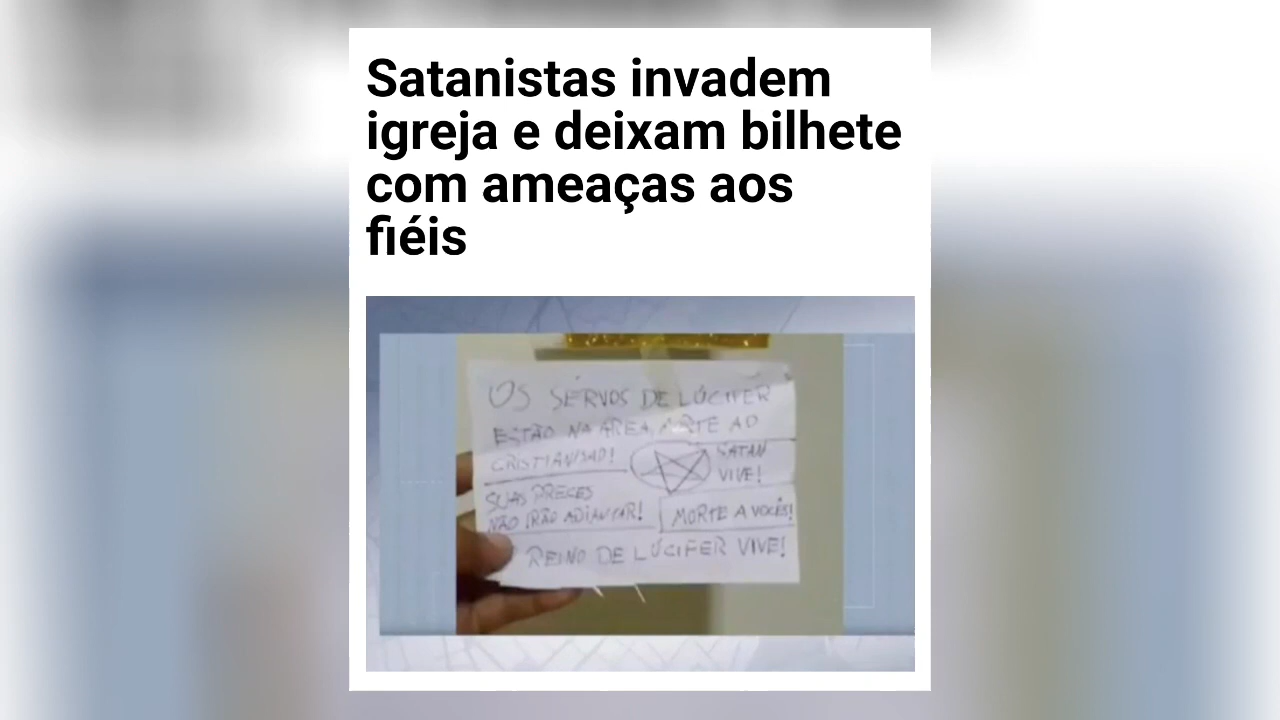 Satanistas invadem
igreja e deixam bilhete
com ameaças aos
fiéis
OS SERVOS DE LÚCIFER
ESTÃO NA AREA, MORTE AO
CRISTIANISMO!
SATAN
VIVE!
SUAS PRECES
NÃO IRÃO ADIANTAR!
MORTE A VOCÊS!
REINO DE LÚCIFER VIVE!